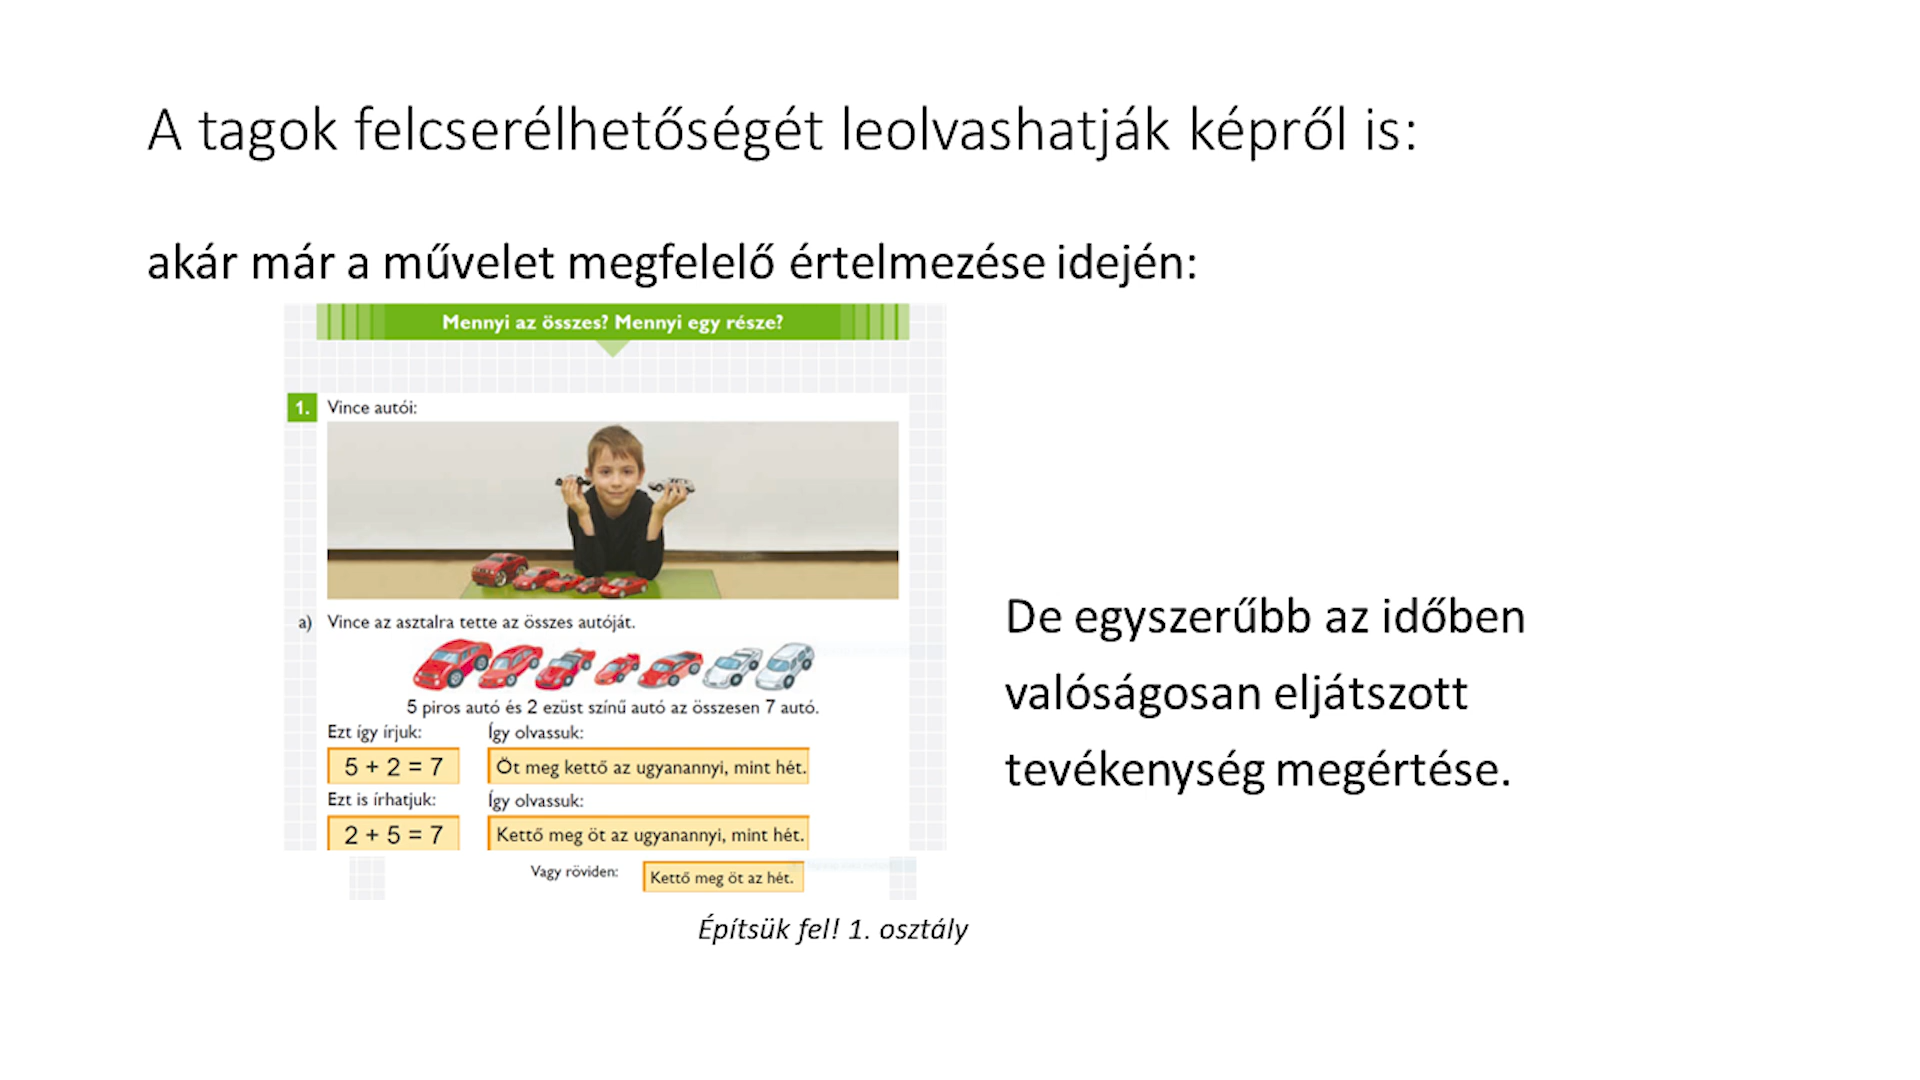 A tagok felcserélhetőségét leolvashatják képről is:
akár már a művelet megfelelő értelmezése idején:
Mennyi az összes? Mennyi egy része?
1. Vince autói:
a) Vince az asztalra tette az összes autóját.
5 piros autó és 2 ezüst színű autó az összesen 7 autó.
Ezt így írjuk: Így olvassuk:
5 + 2 = 7 Öt meg kettő az ugyanannyi, mint hét.
Ezt is írhatjuk: Így olvassuk:
2 + 5 = 7 Kettő meg öt az ugyanannyi, mint hét.
Vagy röviden: Kettő meg öt az hét.
Építsük fel! 1. osztály
De egyszerűbb az időben
valóságosan eljátszott
tevékenység megértése.